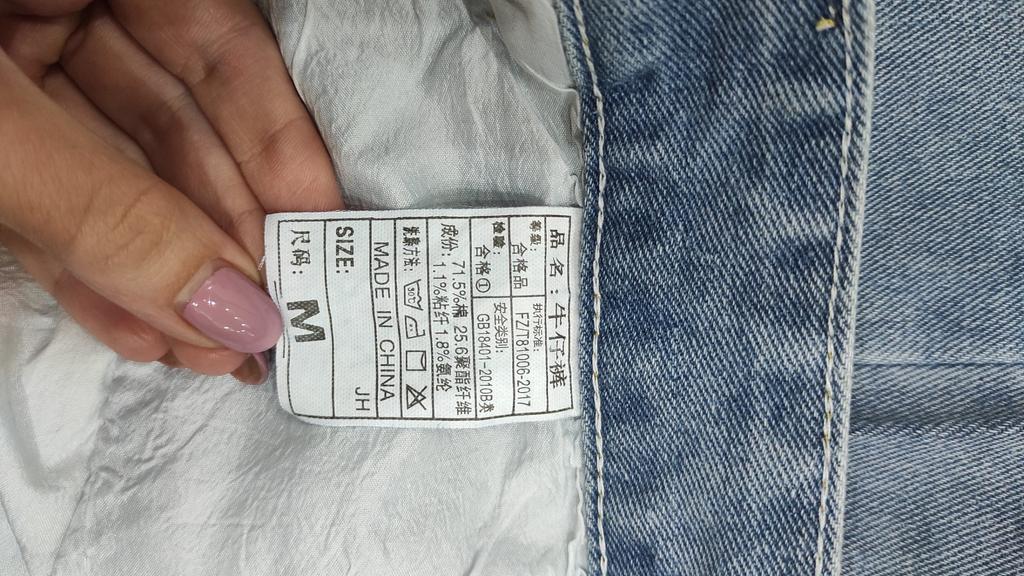 品名：牛仔裤
等级：
合格品
执行标准：
FZ/T81006-2017
检验：
合格①
安全类别：
GB18401-2010B类
成份：71.5%棉 25.6聚酯纤维
1.1%粘纤1.8%氨纶
洗涤方法：
MADE IN CHINA
SIZE:
JH
尺码：
M